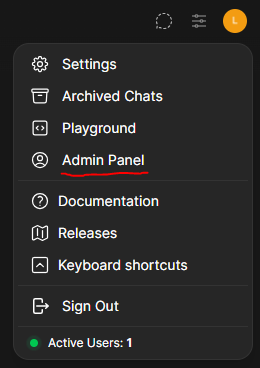 L
Settings
Archived Chats
Playground
Admin Panel
Documentation
Releases
Keyboard shortcuts
Sign Out
Active Users: 1